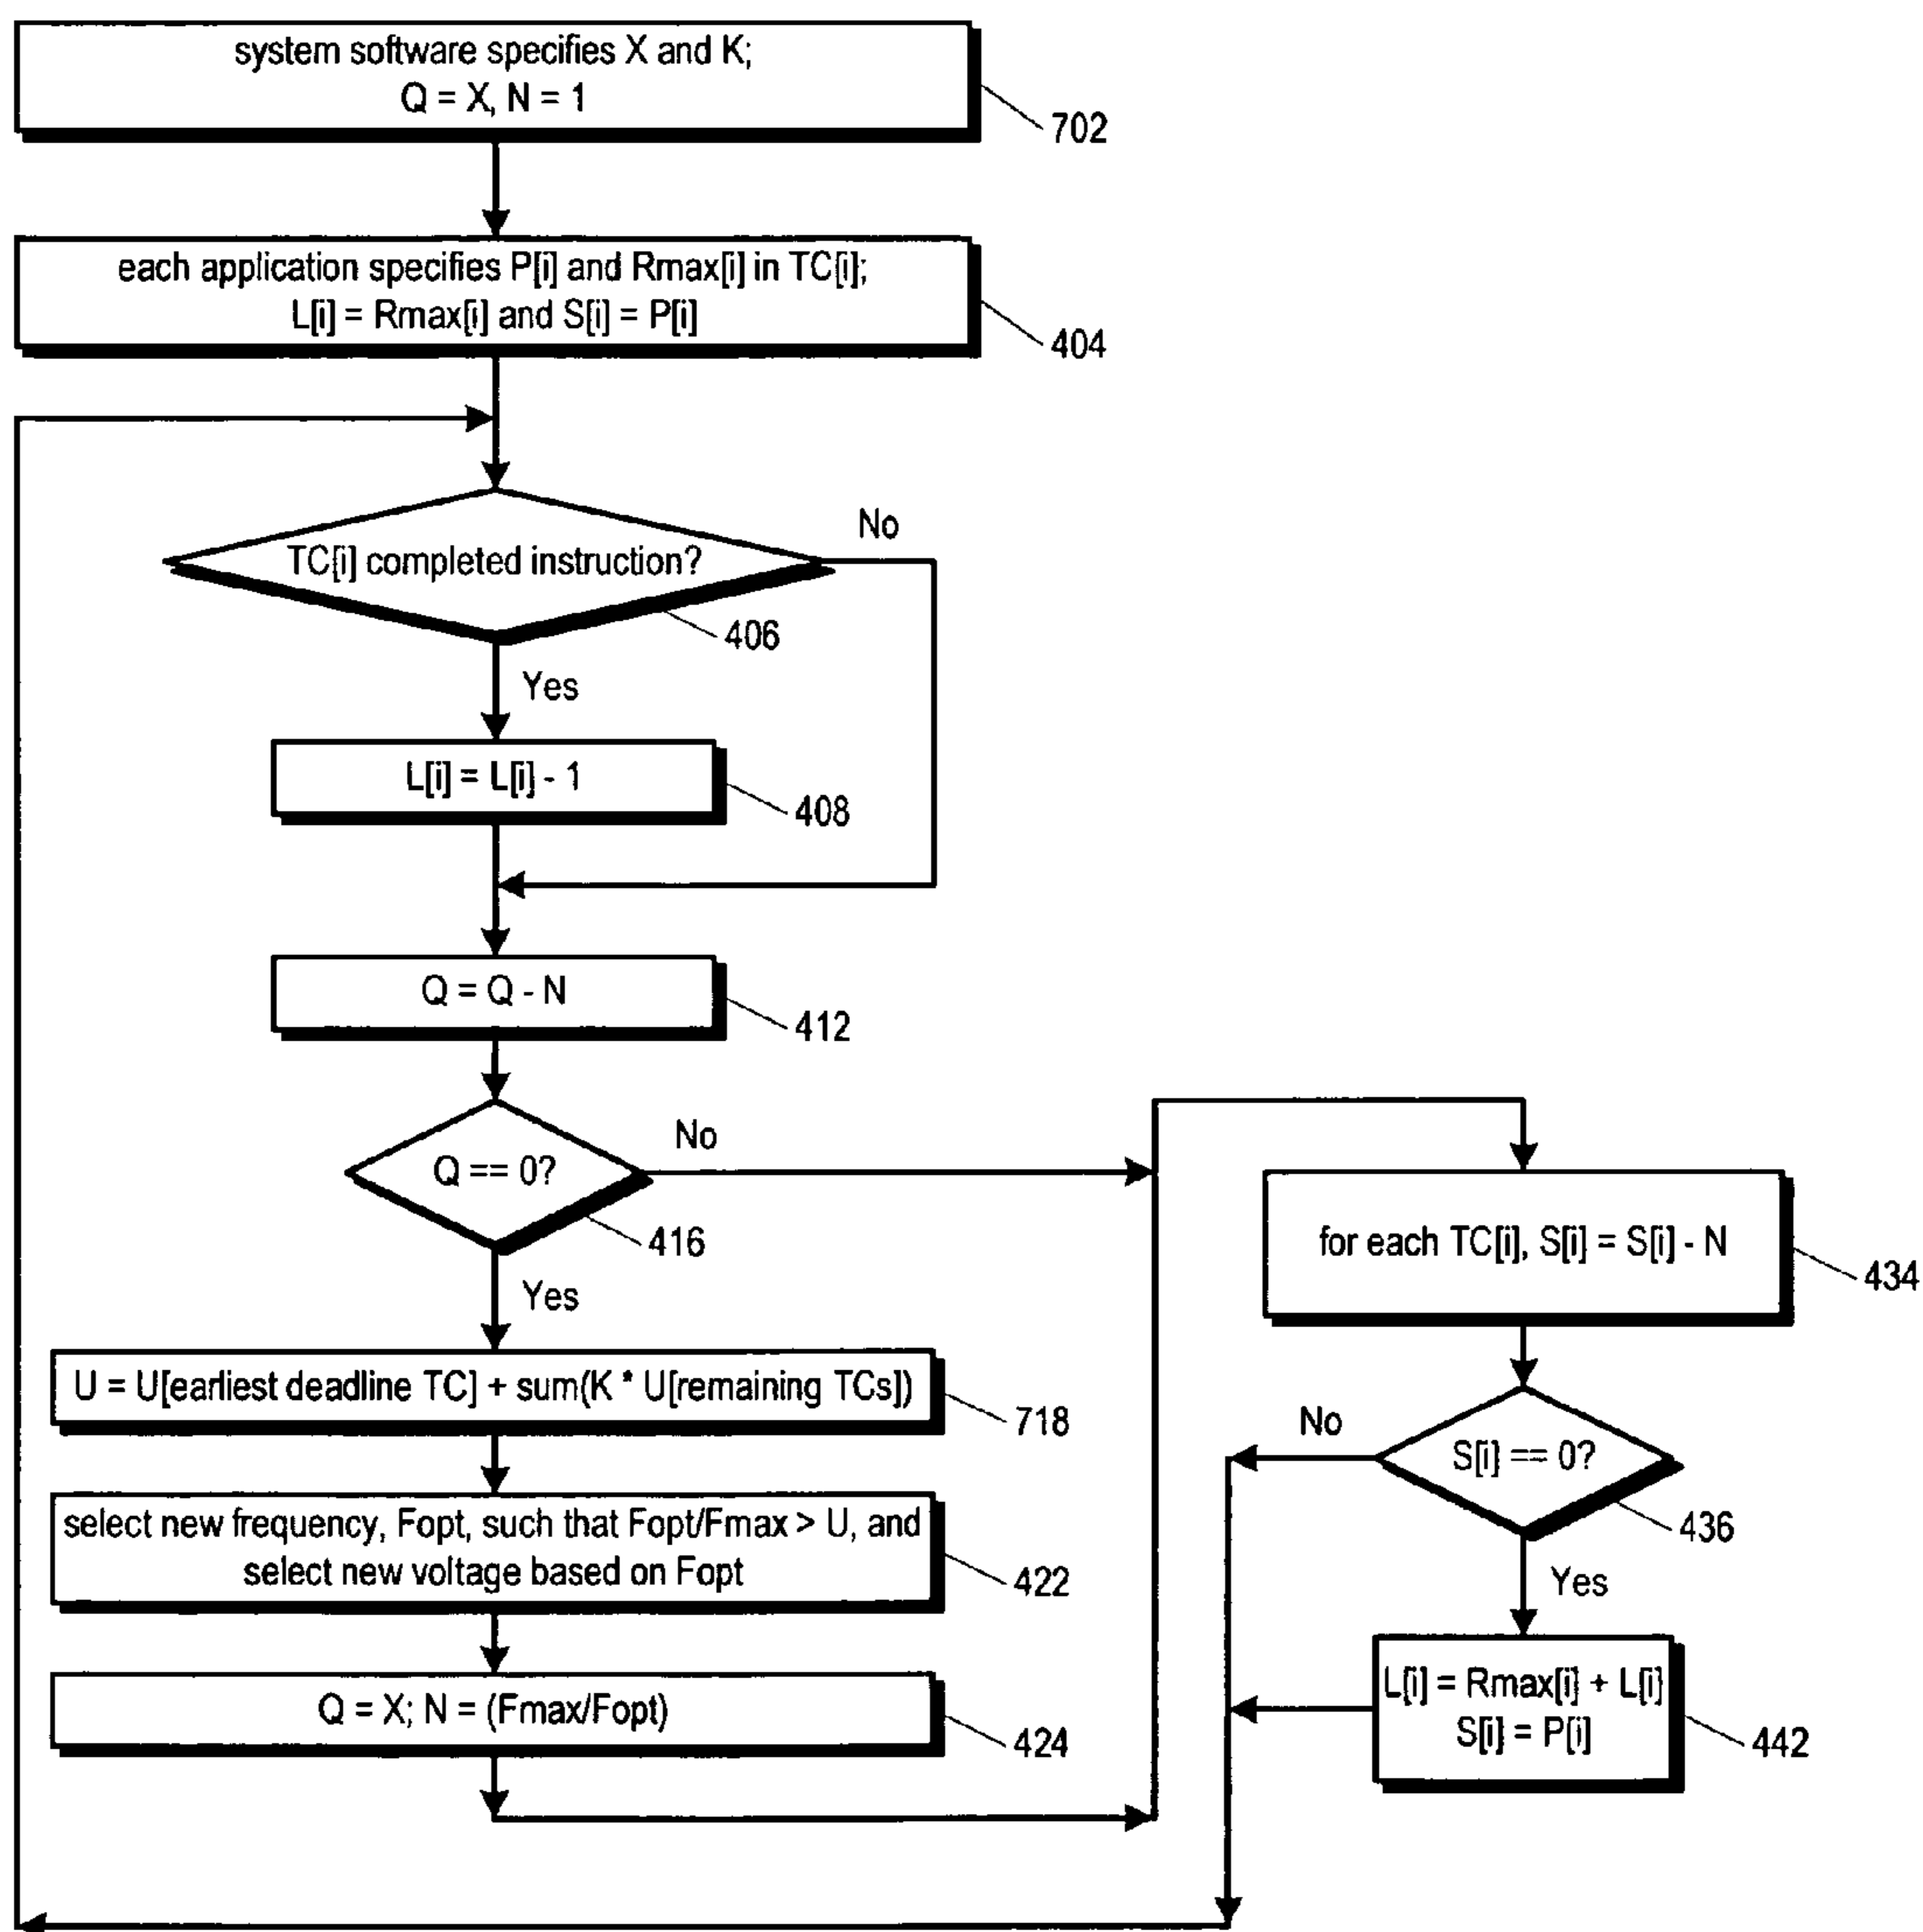 system software specifies X and K;
Q = X, N = 1
702
each application specifies P[i] and Rmax[i] in TC[i];
L[i] = Rmax[i] and S[i] = P[i]
404
TC[i] completed instruction?
No
406
Yes
L[i] = L[i] - 1
408
Q = Q - N
412
Q == 0?
No
416
Yes
U = U[earliest deadline TC] + sum(K * U[remaining TCs])
718
select new frequency, Fopt, such that Fopt/Fmax > U, and
select new voltage based on Fopt
422
Q = X; N = (Fmax/Fopt)
424
for each TC[i], S[i] = S[i] - N
434
S[i] == 0?
No
436
Yes
L[i] = Rmax[i] + L[i]
S[i] = P[i]
442